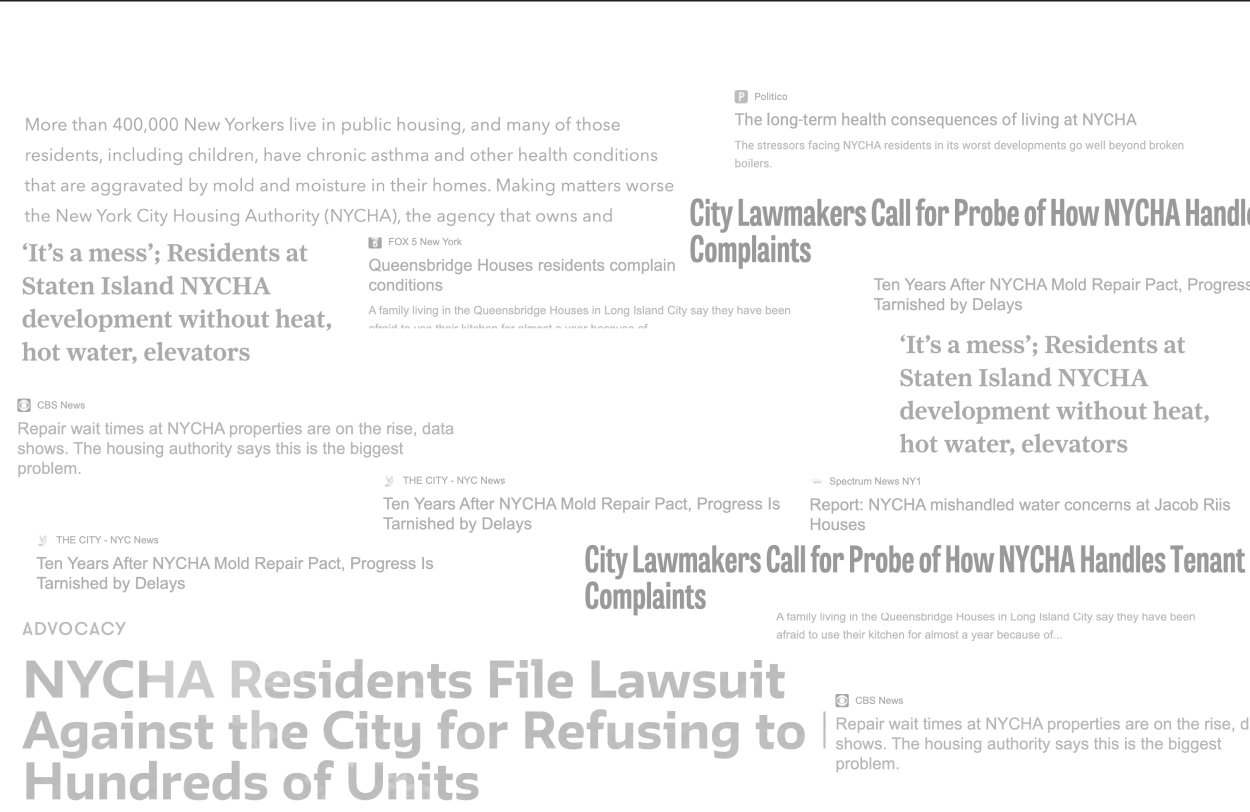 More than 400,000 New Yorkers live in public housing, and many of those
residents, including children, have chronic asthma and other health conditions
that are aggravated by mold and moisture in their homes. Making matters worse
the New York City Housing Authority (NYCHA), the agency that owns and
Politico
The long-term health consequences of living at NYCHA
The stressors facing NYCHA residents in its worst developments go well beyond broken
boilers.
City Lawmakers Call for Probe of How NYCHA Handle
Complaints
‘It’s a mess’; Residents at
Staten Island NYCHA
development without heat,
hot water, elevators
FOX 5 New York
Queensbridge Houses residents complain
conditions
A family living in the Queensbridge Houses in Long Island City say they have been
afraid to use their kitchen for almost a year because of
Ten Years After NYCHA Mold Repair Pact, Progress
Tarnished by Delays
‘It’s a mess’; Residents at
Staten Island NYCHA
development without heat,
hot water, elevators
CBS News
Repair wait times at NYCHA properties are on the rise, data
shows. The housing authority says this is the biggest
problem.
THE CITY - NYC News
Ten Years After NYCHA Mold Repair Pact, Progress Is
Tarnished by Delays
Spectrum News NY1
Report: NYCHA mishandled water concerns at Jacob Riis
Houses
THE CITY - NYC News
Ten Years After NYCHA Mold Repair Pact, Progress Is
Tarnished by Delays
City Lawmakers Call for Probe of How NYCHA Handles Tenant
Complaints
A family living in the Queensbridge Houses in Long Island City say they have been
afraid to use their kitchen for almost a year because of...
ADVOCACY
NYCHA Residents File Lawsuit
Against the City for Refusing to
Hundreds of Units
CBS News
Repair wait times at NYCHA properties are on the rise, d
shows. The housing authority says this is the biggest
problem.